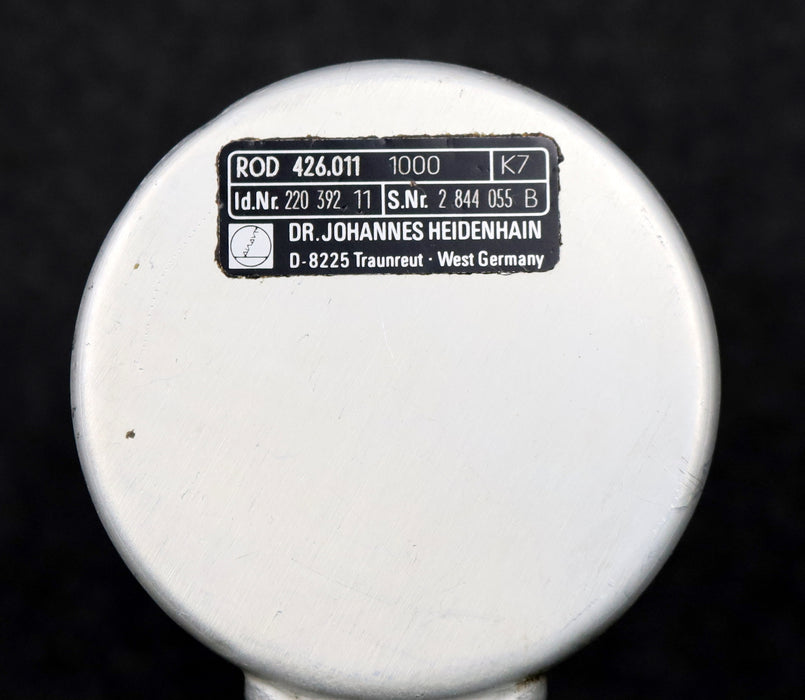 ROD 426.011 1000 K7
Id.Nr. 220 392 11 S.Nr. 2 844 055 B
DR. JOHANNES HEIDENHAIN
D-8225 Traunreut · West Germany